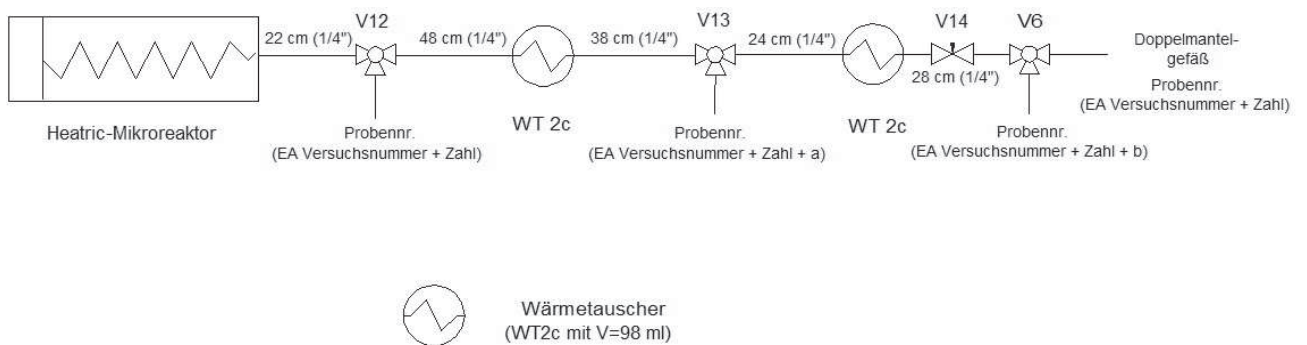 V12
V13
V14
V6
22 cm (1/4")
48 cm (1/4")
38 cm (1/4")
24 cm (1/4")
28 cm (1/4")
Doppelmantel-
gefäß
Probennr.
(EA Versuchsnummer + Zahl)
Heatric-Mikroreaktor
Probennr.
(EA Versuchsnummer + Zahl)
WT 2c
Probennr.
(EA Versuchsnummer + Zahl + a)
WT 2c
Probennr.
(EA Versuchsnummer + Zahl + b)
Wärmetauscher
(WT2c mit V=98 ml)